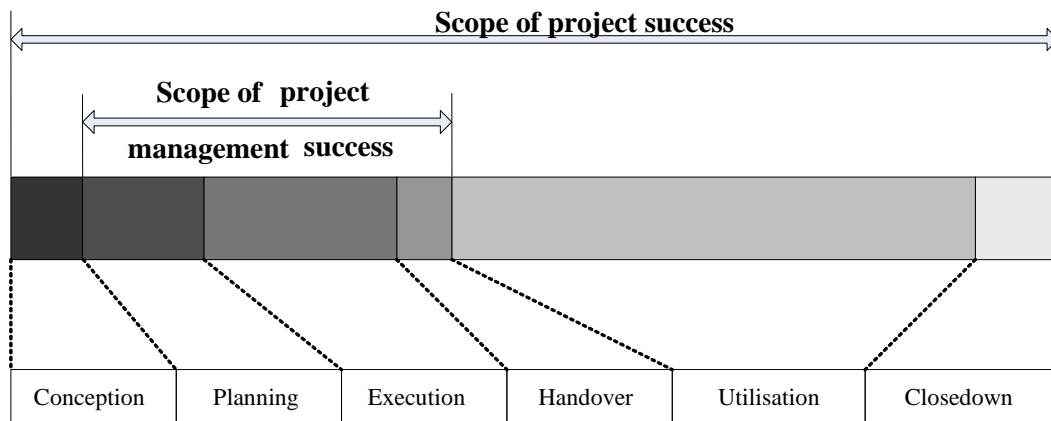 Scope of project success
Scope of project
management success
Conception Planning Execution Handover Utilisation Closedown